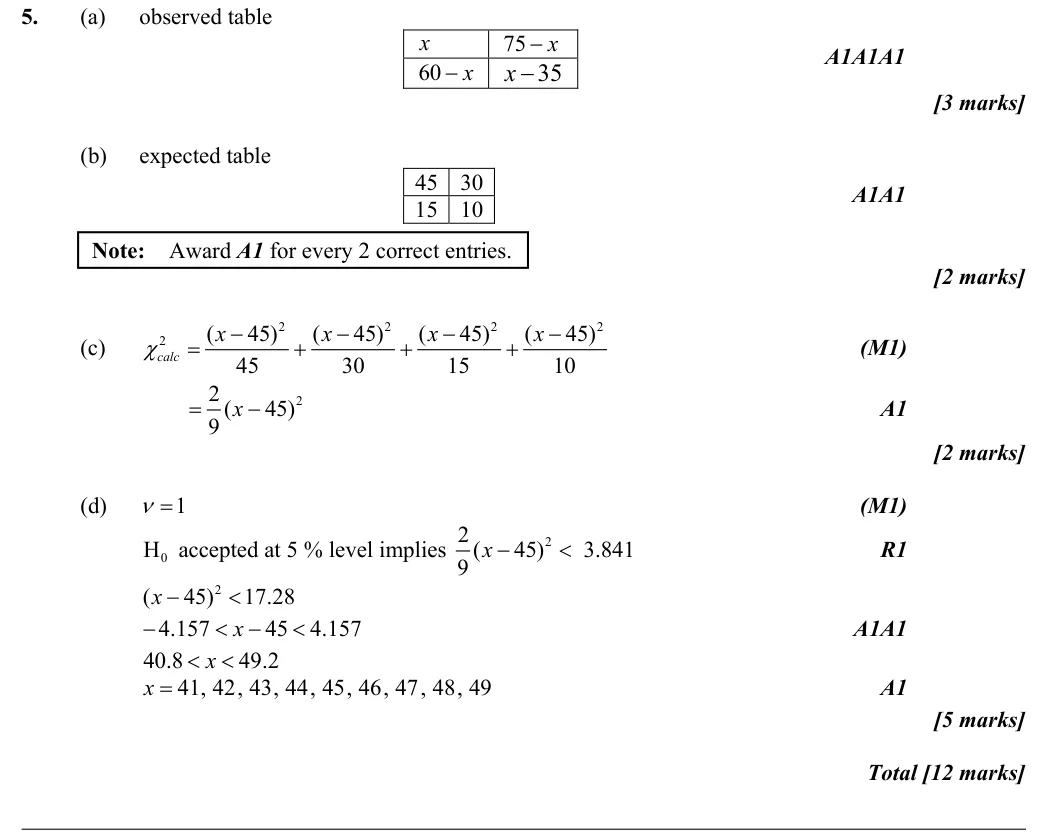 5. (a) observed table
x 75 – x
A1A1A1
60 – x x – 35
[3 marks]
(b) expected table
45 30
A1A1
15 10
Note: Award A1 for every 2 correct entries.
[2 marks]
(c) χ²calc = (x – 45)²/45 + (x – 45)²/30 + (x – 45)²/15 + (x – 45)²/10 (M1)
= 2/9 (x – 45)² A1
[2 marks]
(d) ν = 1 (M1)
H₀ accepted at 5 % level implies 2/9 (x – 45)² < 3.841 R1
(x – 45)² < 17.28
– 4.157 < x – 45 < 4.157 A1A1
40.8 < x < 49.2
x = 41, 42, 43, 44, 45, 46, 47, 48, 49 A1
[5 marks]
Total [12 marks]